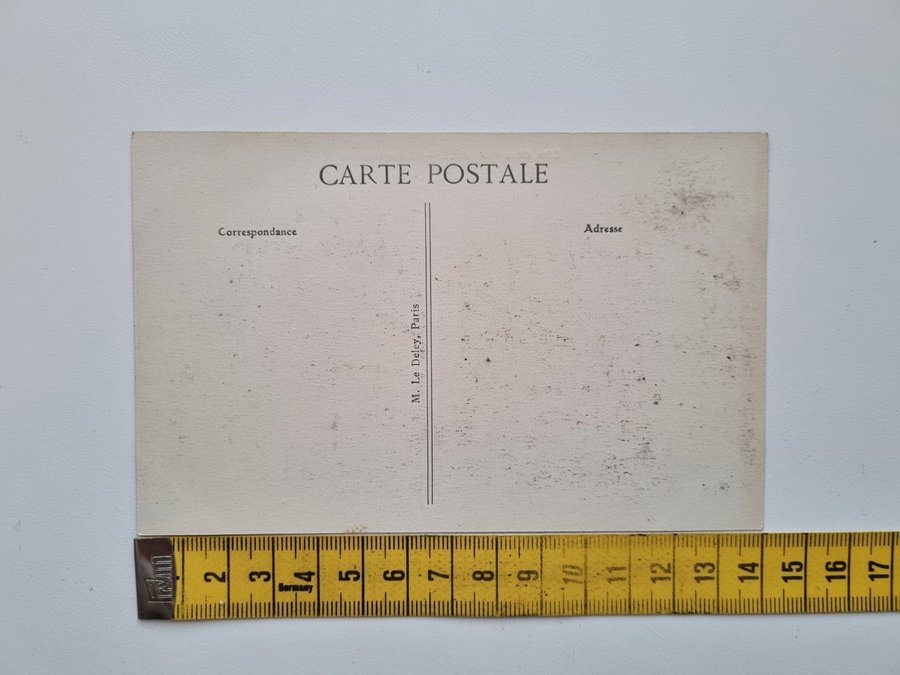 CARTE POSTALE
Correspondance
Adresse
M. Le Deley, Paris
2 3 4 5 6 7 8 9 10 11 12 13 14 15 16 17
Germany